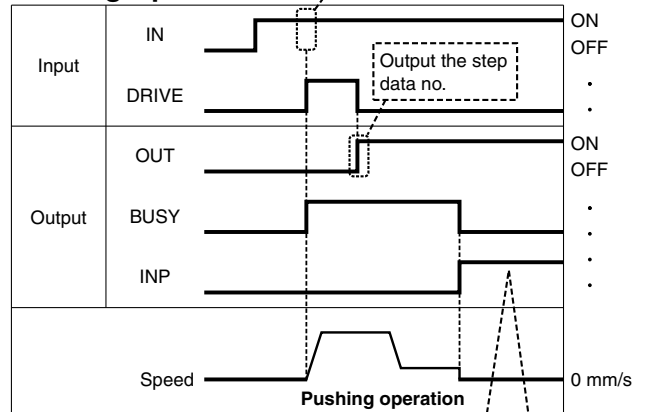 IN
ON
OFF
Input
Output the step
data no.
DRIVE
OUT
ON
OFF
Output
BUSY
INP
Speed
0 mm/s
Pushing operation